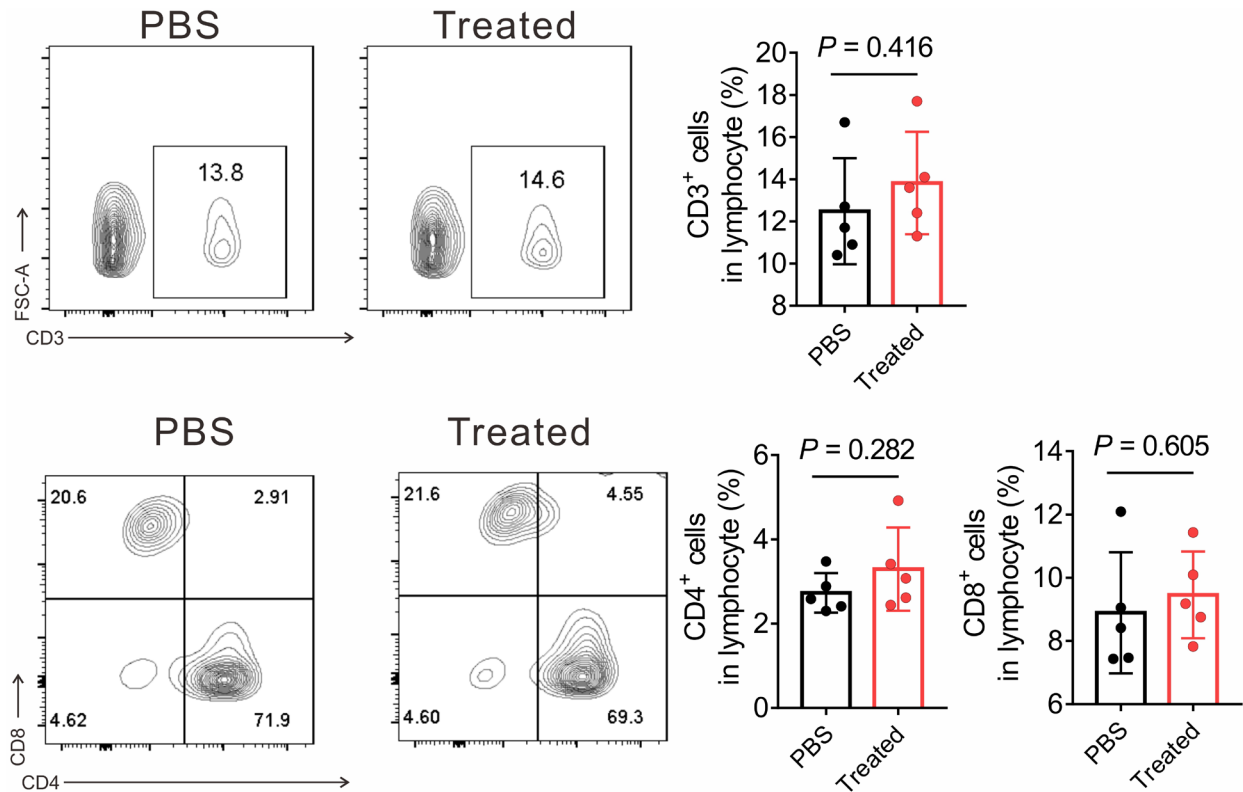 PBS
Treated
13.8
14.6
FSC-A
CD3
P = 0.416
CD3+ cells
in lymphocyte (%)
20
18
16
14
12
10
8
PBS
Treated
PBS
Treated
20.6
2.91
4.62
71.9
21.6
4.55
4.60
69.3
CD8
CD4
P = 0.282
CD4+ cells
in lymphocyte (%)
6
4
2
0
PBS
Treated
P = 0.605
CD8+ cells
in lymphocyte (%)
14
12
10
8
6
PBS
Treated